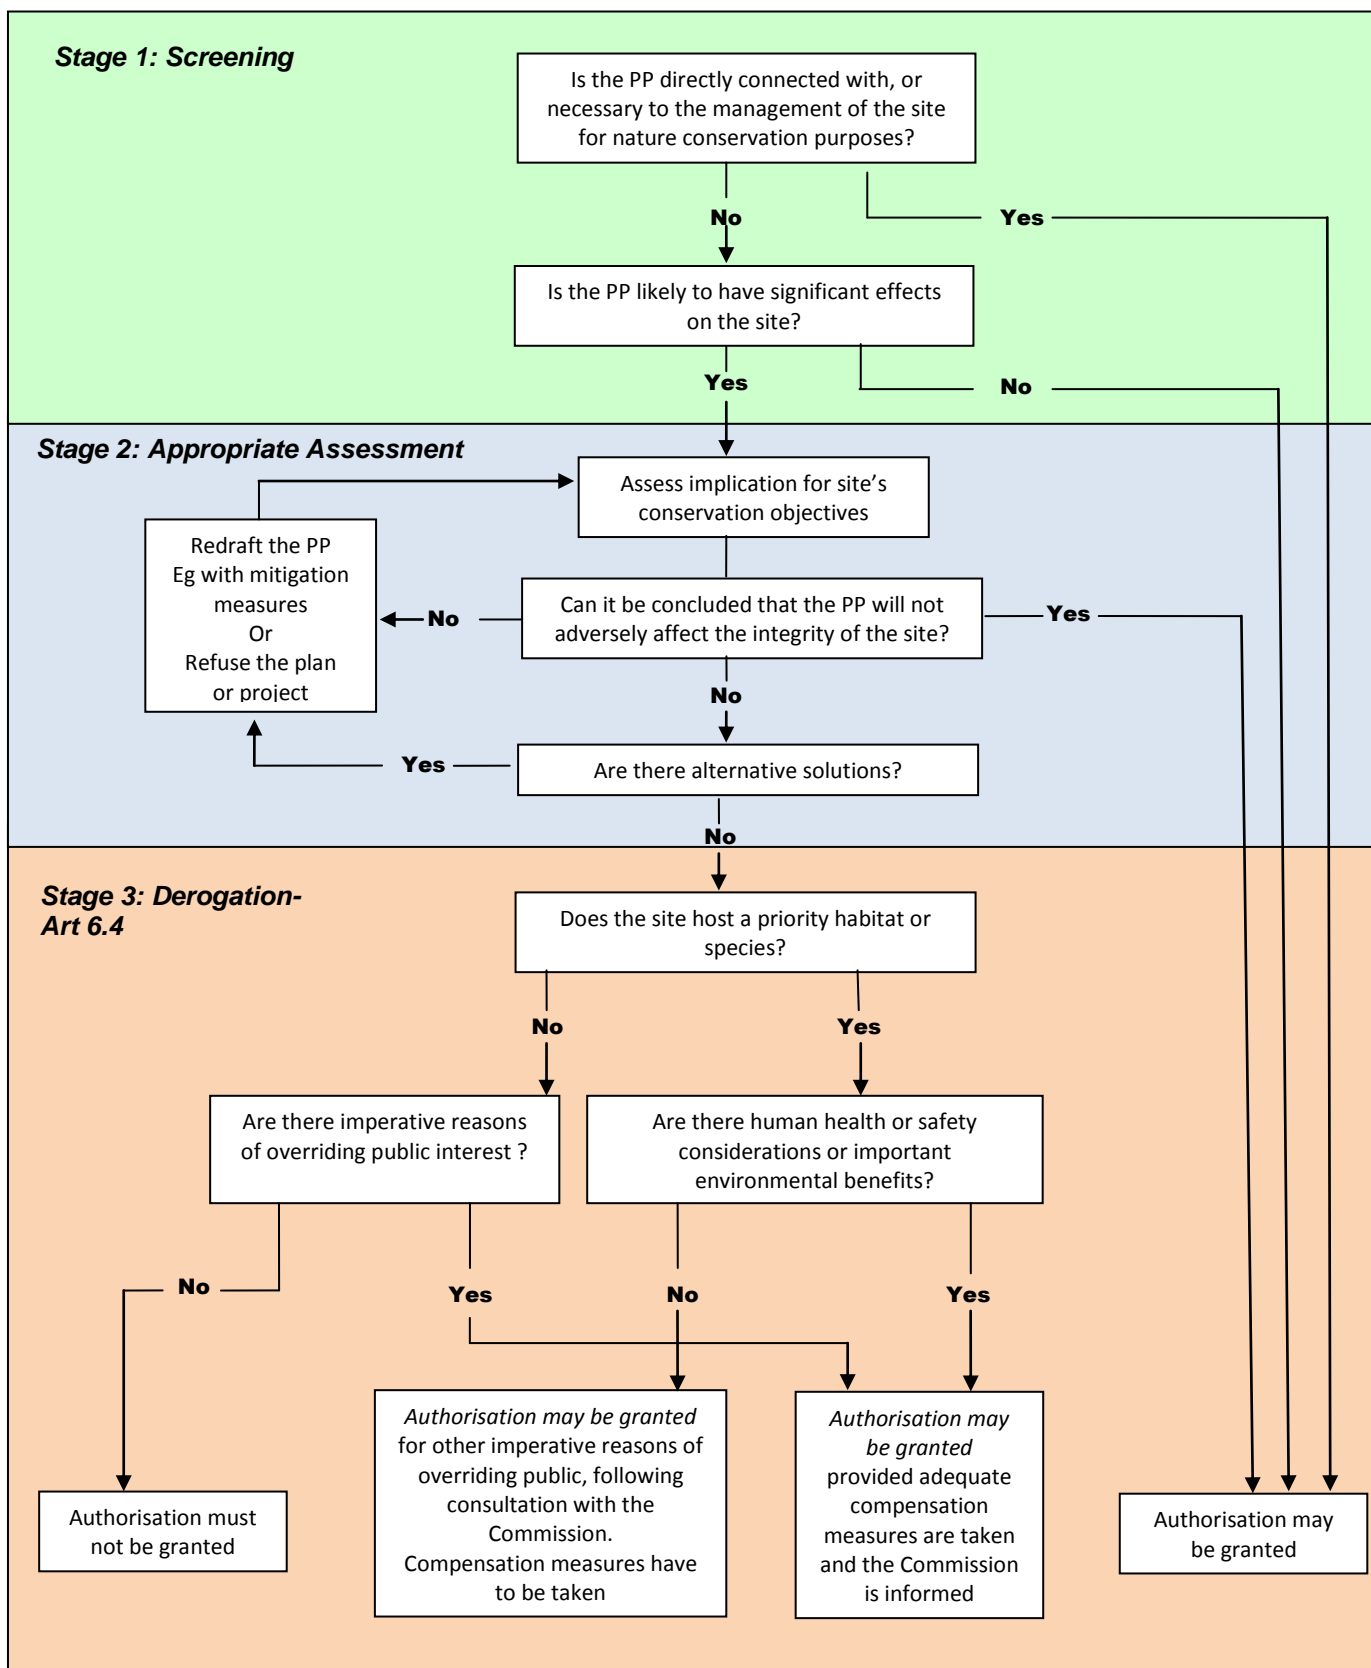 Stage 1: Screening
Is the PP directly connected with, or
necessary to the management of the site
for nature conservation purposes?
No
Yes
Is the PP likely to have significant effects
on the site?
Yes
No
Stage 2: Appropriate Assessment
Assess implication for site’s
conservation objectives
Redraft the PP
Eg with mitigation
measures
Or
Refuse the plan
or project
Can it be concluded that the PP will not
adversely affect the integrity of the site?
No
Yes
No
Are there alternative solutions?
Yes
No
Stage 3: Derogation-
Art 6.4
Does the site host a priority habitat or
species?
No
Yes
Are there imperative reasons
of overriding public interest ?
Are there human health or safety
considerations or important
environmental benefits?
No
Yes
No
Yes
Authorisation must
not be granted
Authorisation may be granted
for other imperative reasons of
overriding public, following
consultation with the
Commission.
Compensation measures have
to be taken
Authorisation may
be granted
provided adequate
compensation
measures are taken
and the Commission
is informed
Authorisation may
be granted